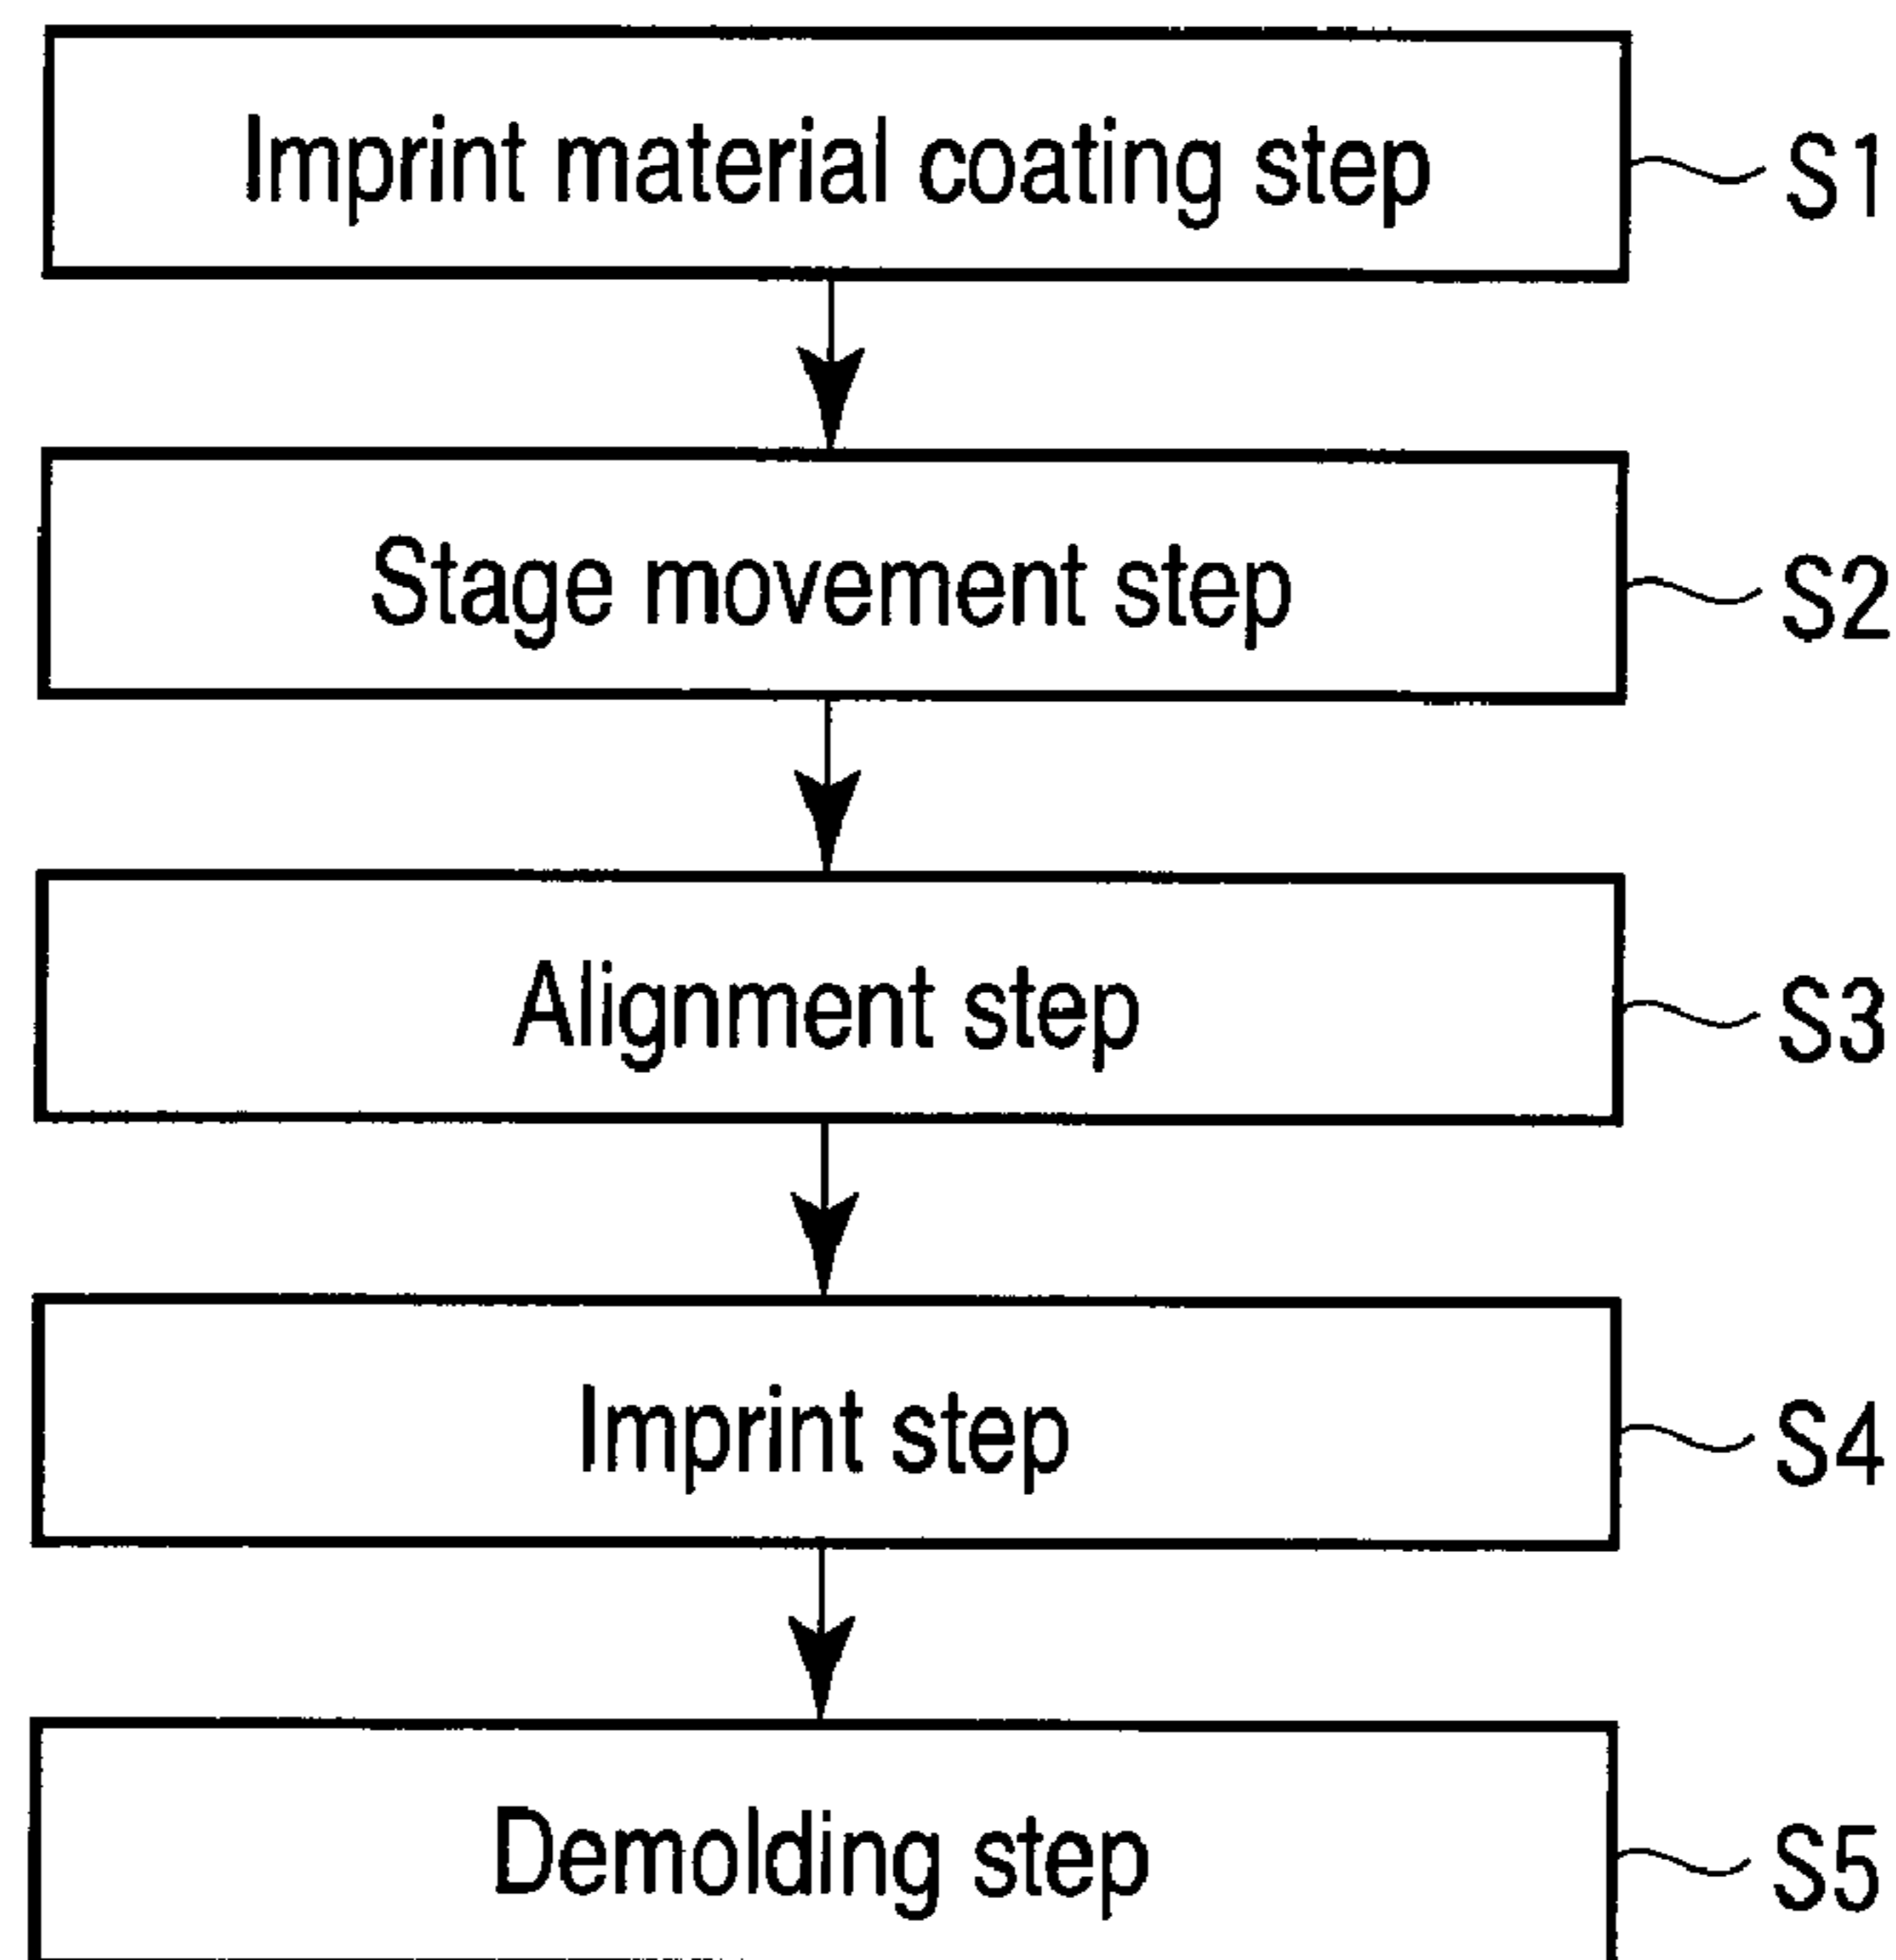 Imprint material coating step S1
Stage movement step S2
Alignment step S3
Imprint step S4
Demolding step S5